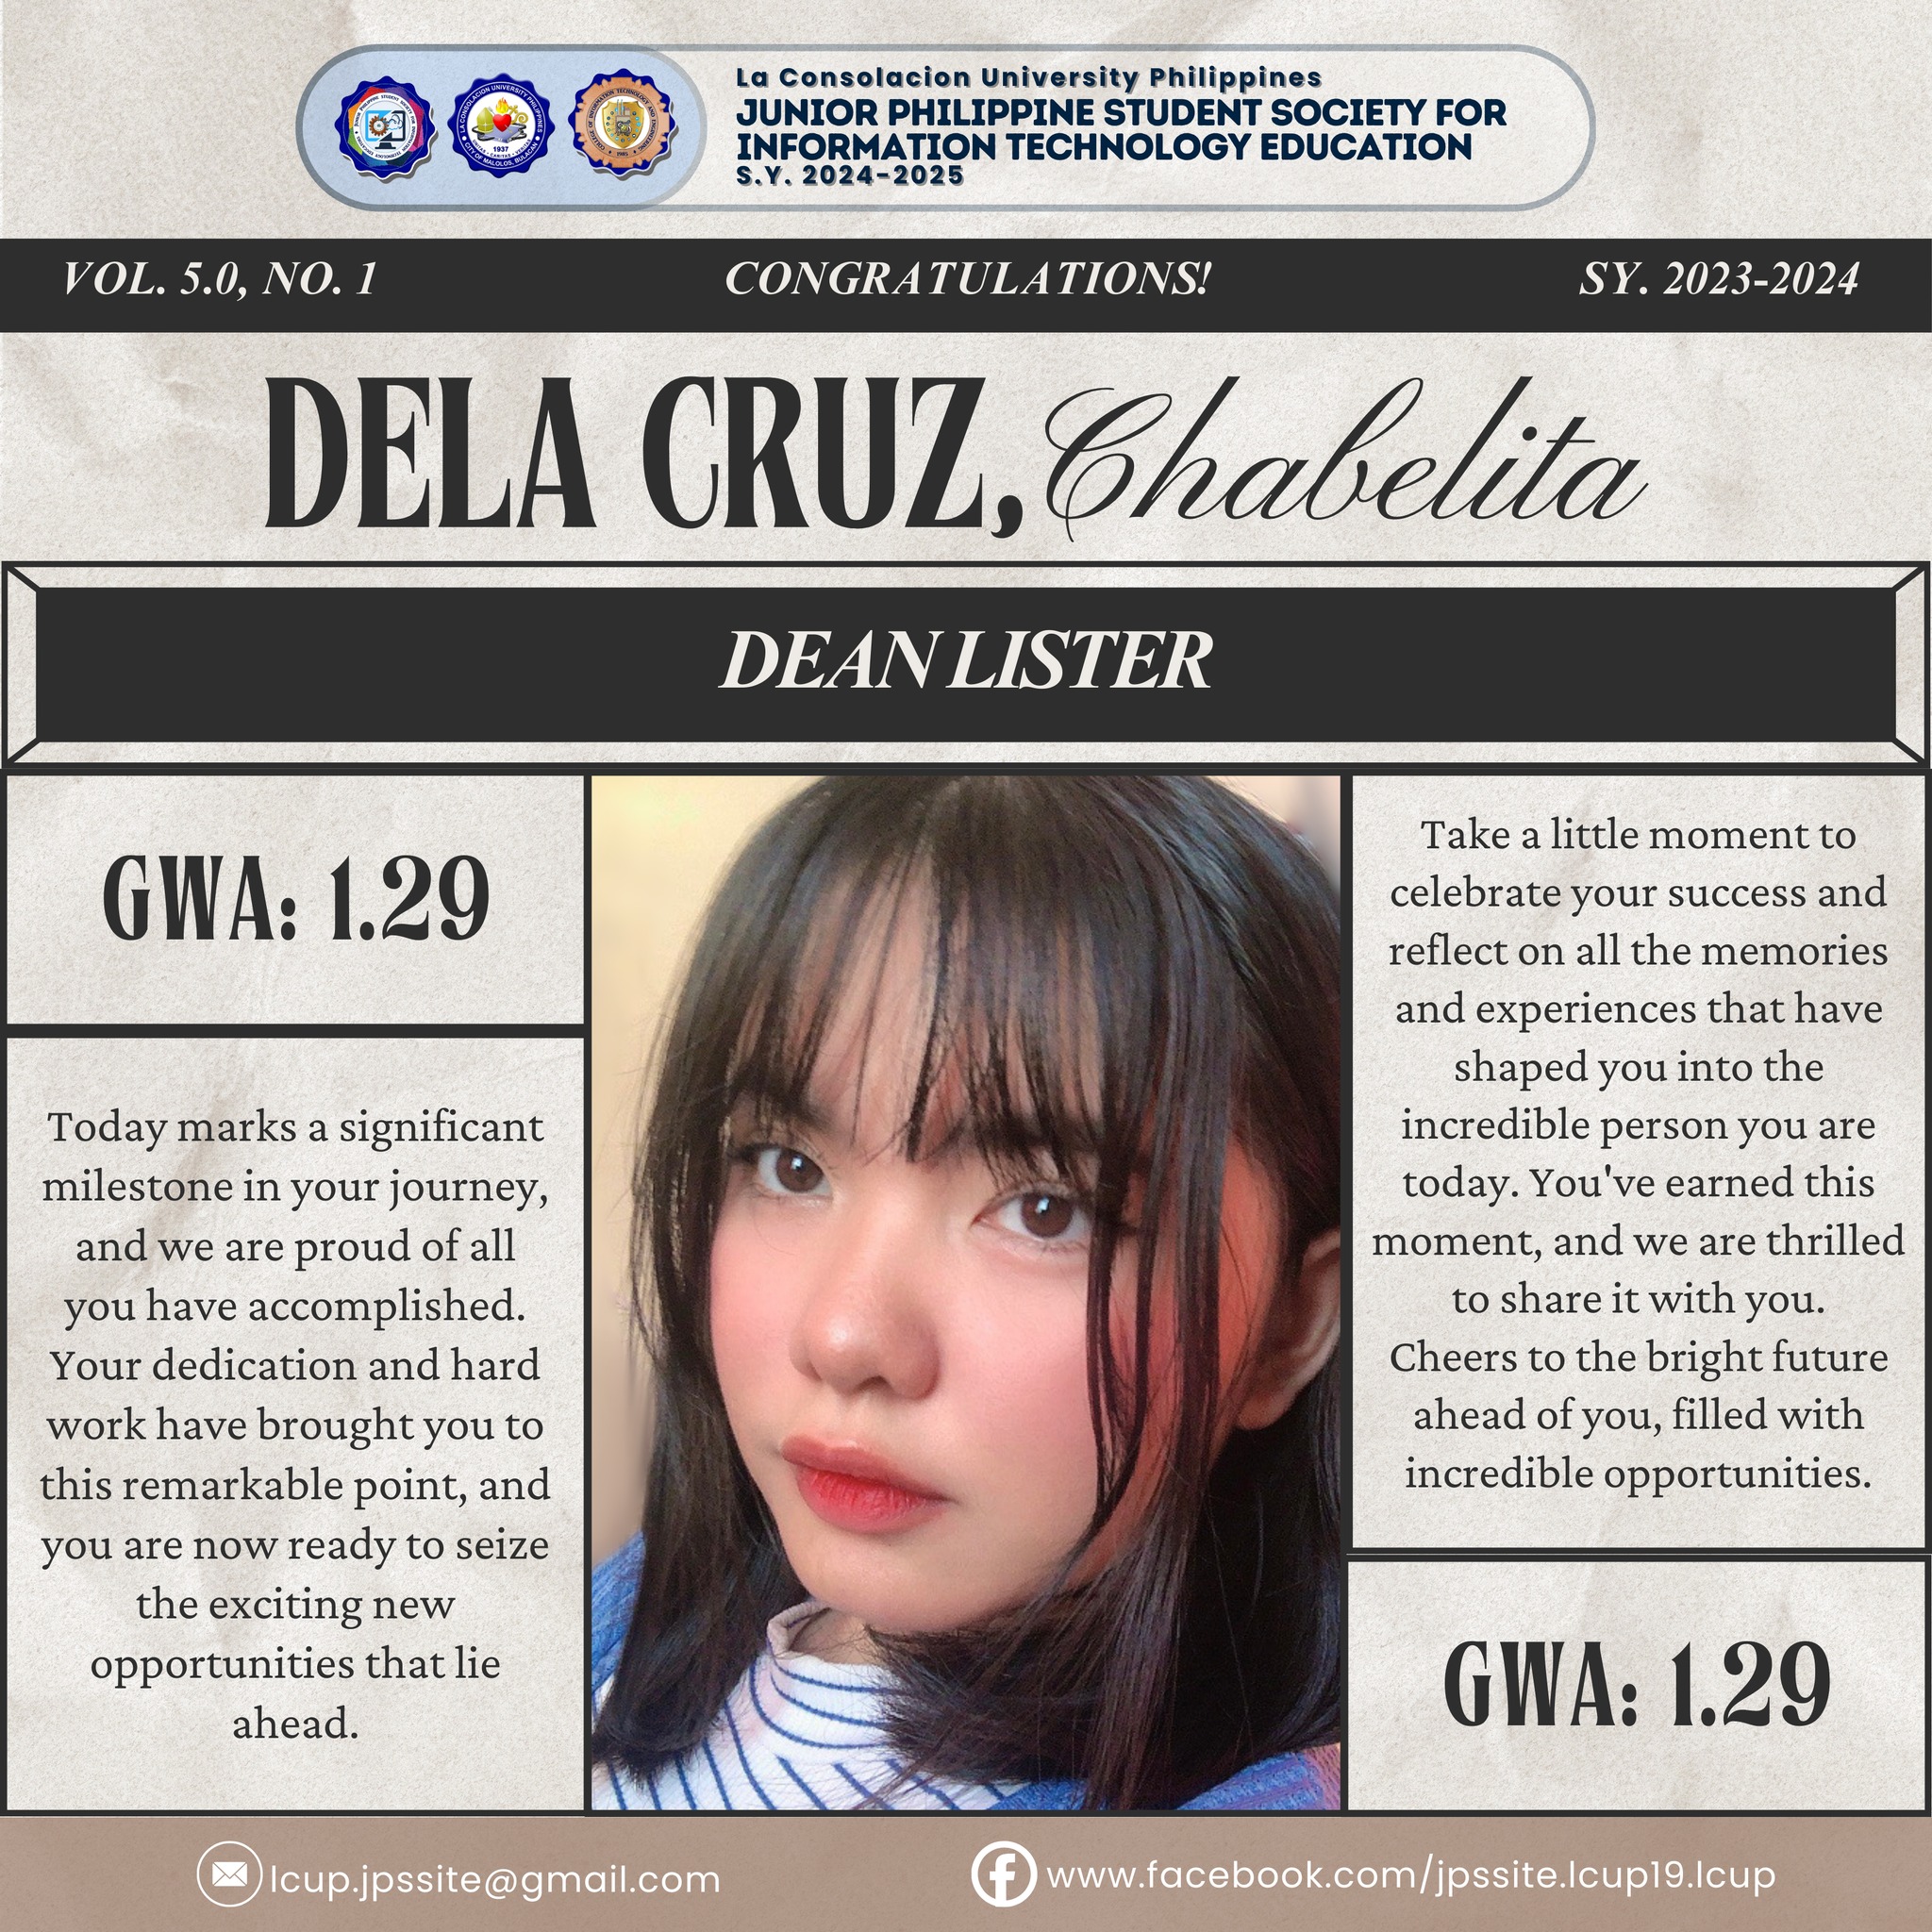 La Consolacion University Philippines
JUNIOR PHILIPPINE STUDENT SOCIETY FOR
INFORMATION TECHNOLOGY EDUCATION
S.Y. 2024-2025
VOL. 5.0, NO. 1
CONGRATULATIONS!
SY. 2023-2024
DELA CRUZ, Chabelita
DEAN LISTER
GWA: 1.29
Today marks a significant
milestone in your journey,
and we are proud of all
you have accomplished.
Your dedication and hard
work have brought you to
this remarkable point, and
you are now ready to seize
the exciting new
opportunities that lie
ahead.
Take a little moment to
celebrate your success and
reflect on all the memories
and experiences that have
shaped you into the
incredible person you are
today. You've earned this
moment, and we are thrilled
to share it with you.
Cheers to the bright future
ahead of you, filled with
incredible opportunities.
GWA: 1.29
lcup.jpssite@gmail.com
www.facebook.com/jpssite.lcup19.lcup